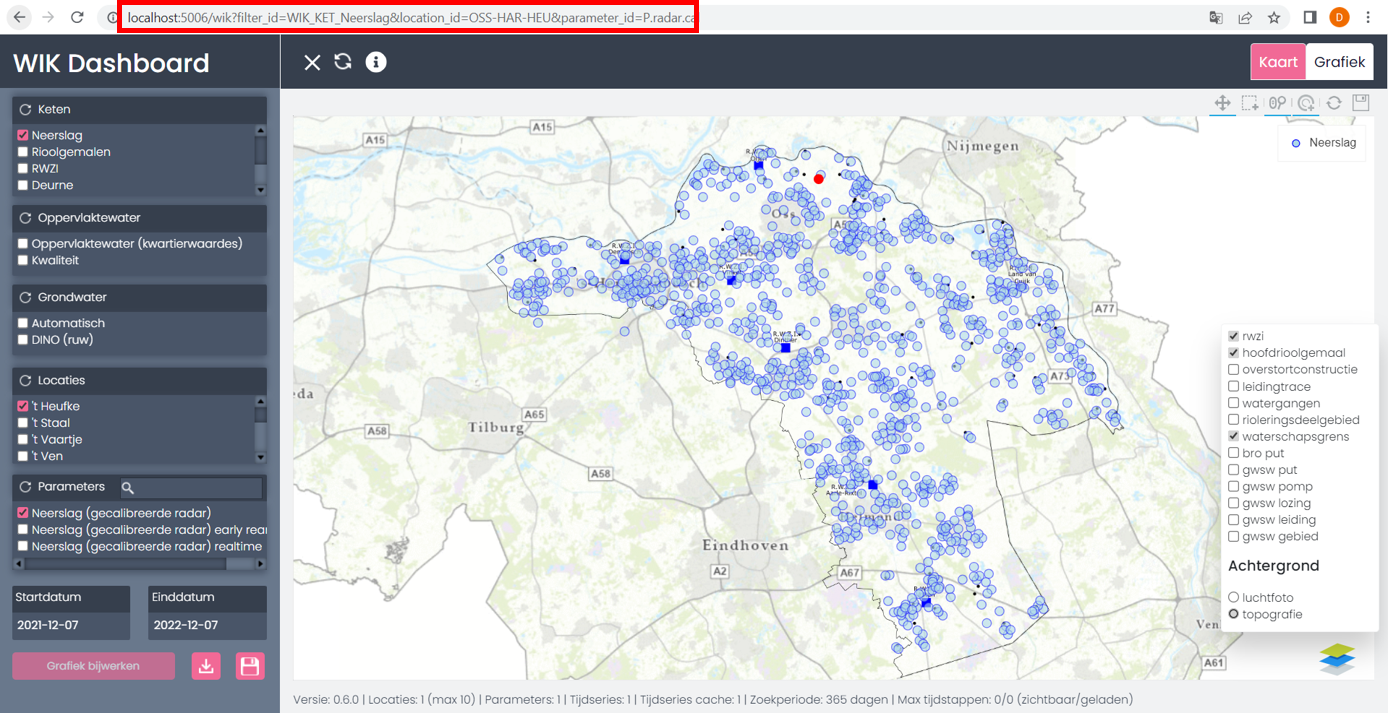 localhost:5006/wik?filter_id=WIK_KET_Neerslag&location_id=OSS-HAR-HEU&parameter_id=P.radar.ca
D
WIK Dashboard
Kaart
Grafiek
Keten
Neerslag
Rioolgemalen
RWZI
Deurne
Oppervlaktewater
Oppervlaktewater (kwartierwaardes)
Kwaliteit
Grondwater
Automatisch
DINO (ruw)
Locaties
't Heufke
't Staal
't Vaartje
't Ven
Parameters
Neerslag (gecalibreerde radar)
Neerslag (gecalibreerde radar) early rear
Neerslag (gecalibreerde radar) realtime
Startdatum
2021-12-07
Einddatum
2022-12-07
Grafiek bijwerken
Neerslag
A15
A15
Nijmegen
Oss
A77
A73
A65
Tilburg
A58
A58
Eindhoven
A2
A67
A61
rwzi
hoofdrioolgemaal
overstortconstructie
leidingtrace
watergangen
rioleringsdeelgebied
waterschapsgrens
bro put
gwsw put
gwsw pomp
gwsw lozing
gwsw leiding
gwsw gebied
Achtergrond
luchtfoto
topografie
Versie: 0.6.0 | Locaties: 1 (max 10) | Parameters: 1 | Tijdseries: 1 | Tijdseries cache: 1 | Zoekperiode: 365 dagen | Max tijdstappen: 0/0 (zichtbaar/geladen)